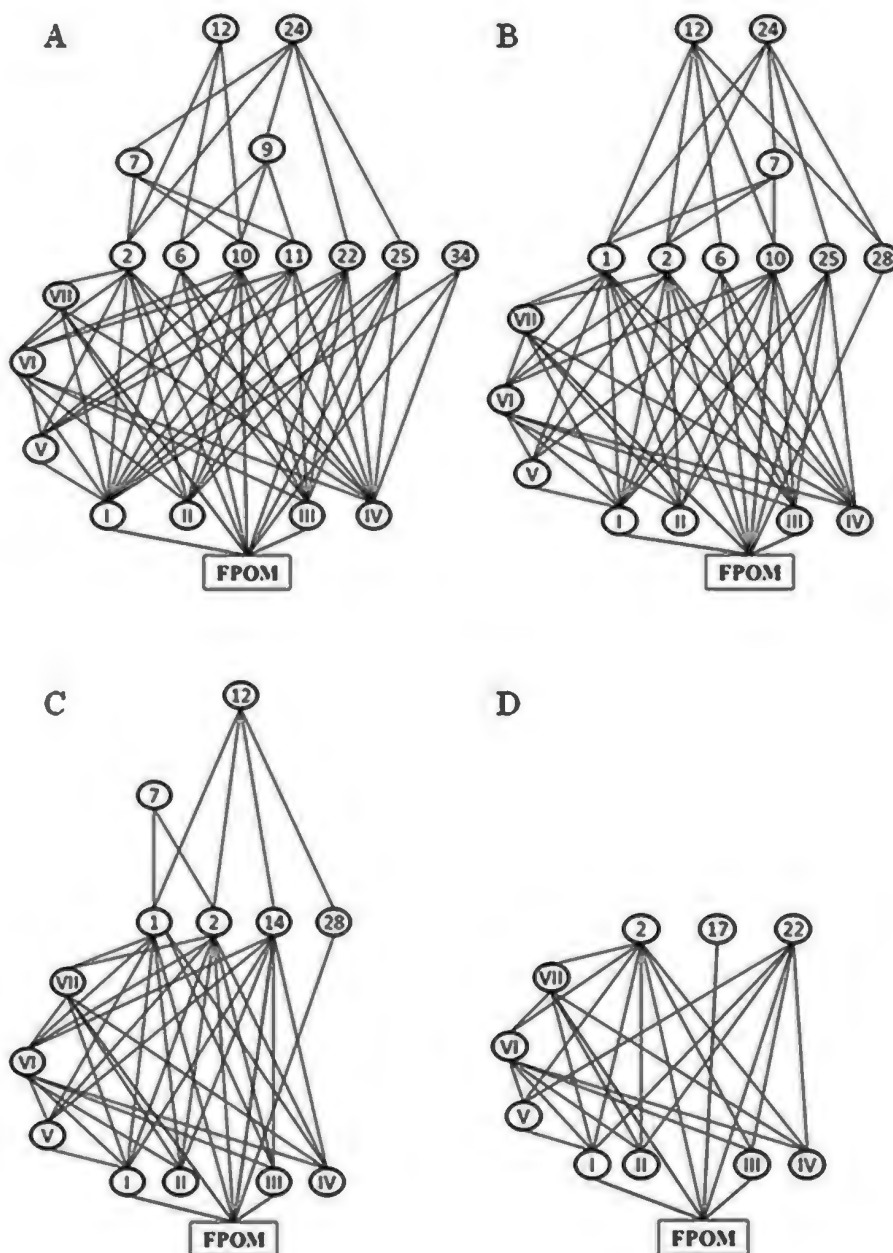 A
12 24
7 9
2 6 10 11 22 25 34
VII
VI
V
I II III IV
FPOM
B
12 24
7
1 2 6 10 25 28
VII
VI
V
I II III IV
FPOM
C
12
7
1 2 14 28
VII
VI
V
I II III IV
FPOM
D
2 17 22
VII
VI
V
I II III IV
FPOM